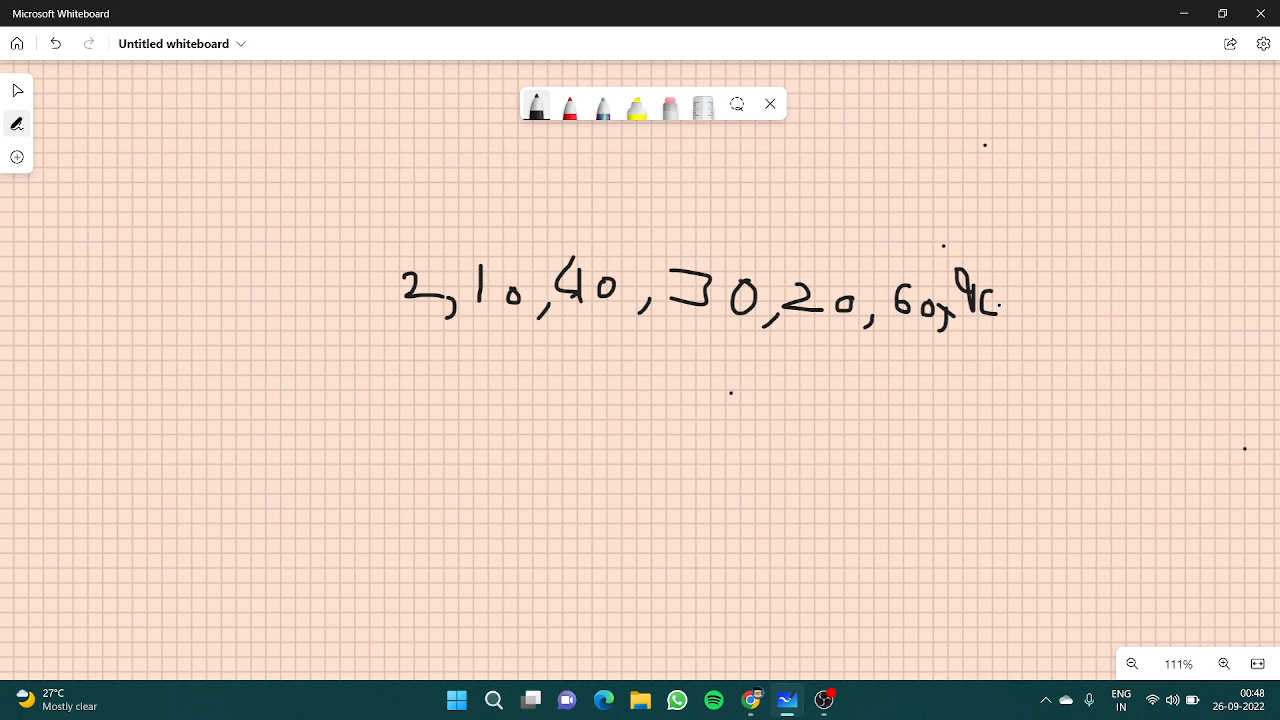 Microsoft Whiteboard
Untitled whiteboard
2, 10, 40, 30, 20, 60,
111%
27°C
Mostly clear
ENG
IN
00:48
26-09-2022